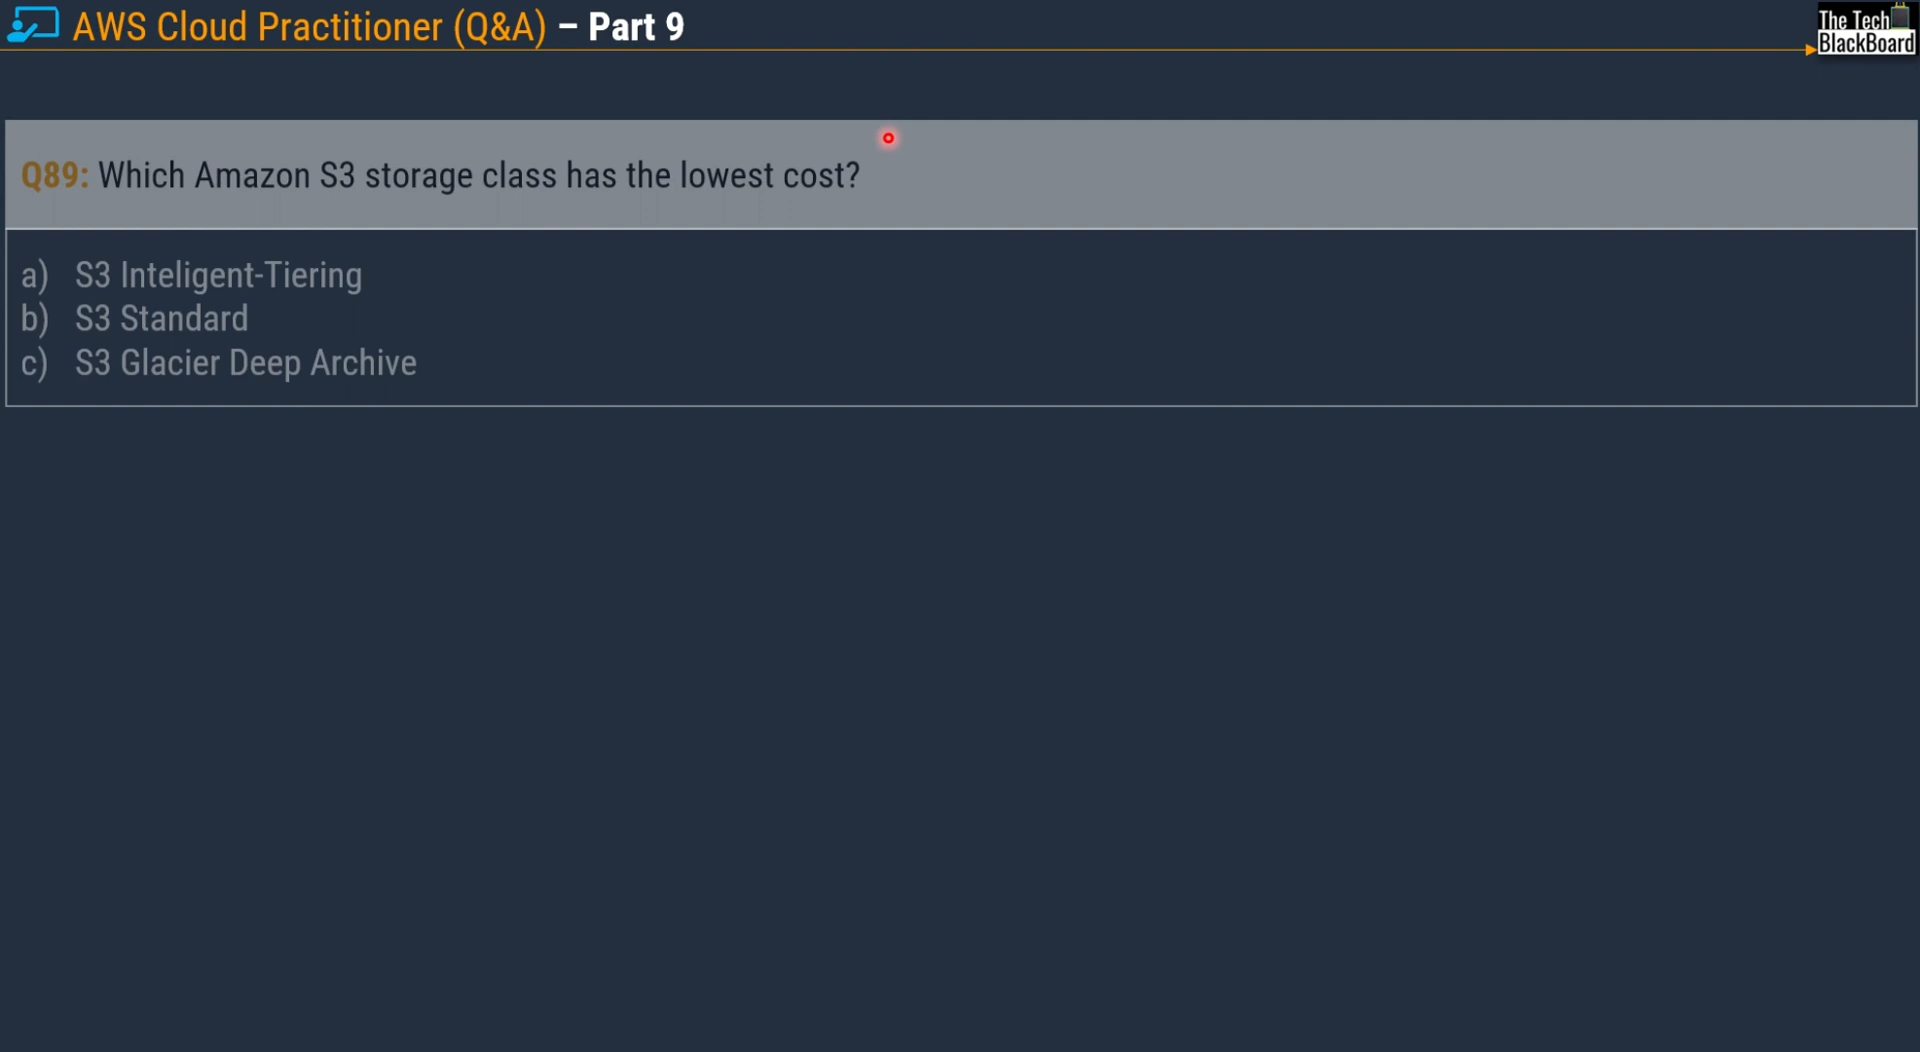 AWS Cloud Practitioner (Q&A) – Part 9
The Tech
BlackBoard
Q89: Which Amazon S3 storage class has the lowest cost?
a) S3 Inteligent-Tiering
b) S3 Standard
c) S3 Glacier Deep Archive